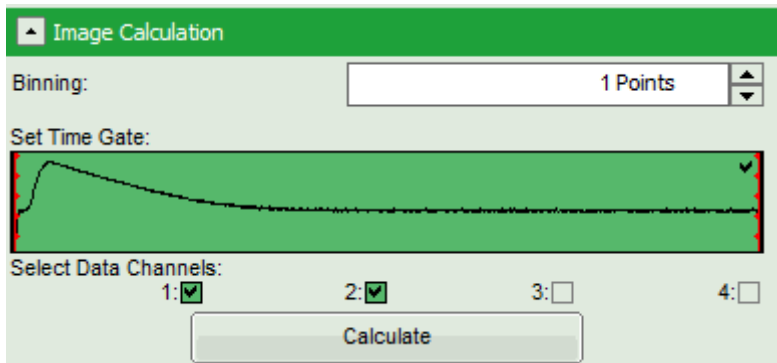 Image Calculation
Binning: 1 Points
Set Time Gate:
Select Data Channels:
1: 2: 3: 4:
Calculate